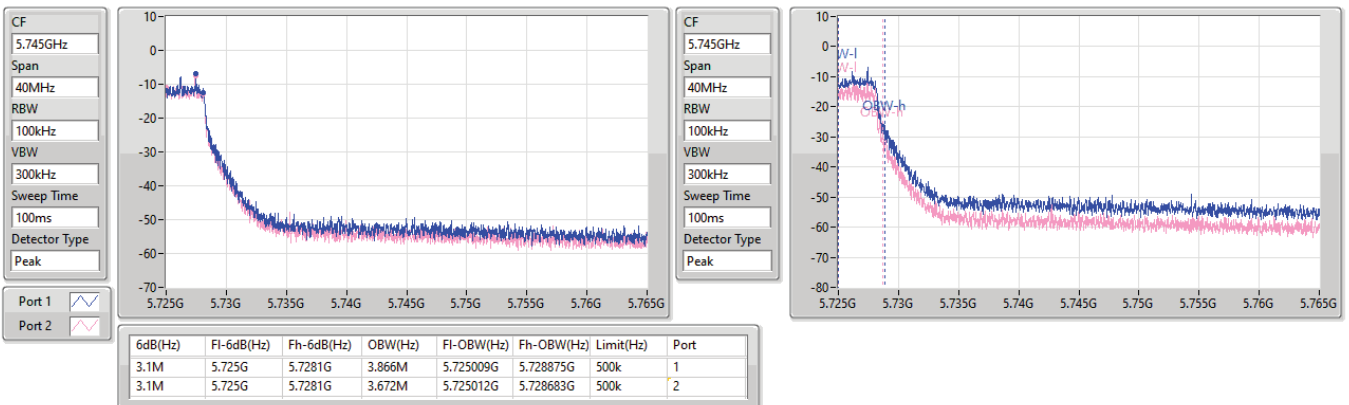 CF
5.745GHz
Span
40MHz
RBW
100kHz
VBW
300kHz
Sweep Time
100ms
Detector Type
Peak
Port 1
Port 2
10
0
-10
-20
-30
-40
-50
-60
-70
5.725G 5.73G 5.735G 5.74G 5.745G 5.75G 5.755G 5.76G 5.765G
CF
5.745GHz
Span
40MHz
RBW
100kHz
VBW
300kHz
Sweep Time
100ms
Detector Type
Peak
10
0
-10
-20
-30
-40
-50
-60
-70
-80
W-l
W-l
OBW-h
OBW-h
5.725G 5.73G 5.735G 5.74G 5.745G 5.75G 5.755G 5.76G 5.765G
6dB(Hz) Fl-6dB(Hz) Fh-6dB(Hz) OBW(Hz) Fl-OBW(Hz) Fh-OBW(Hz) Limit(Hz) Port
3.1M 5.725G 5.7281G 3.866M 5.725009G 5.728875G 500k 1
3.1M 5.725G 5.7281G 3.672M 5.725012G 5.728683G 500k 2